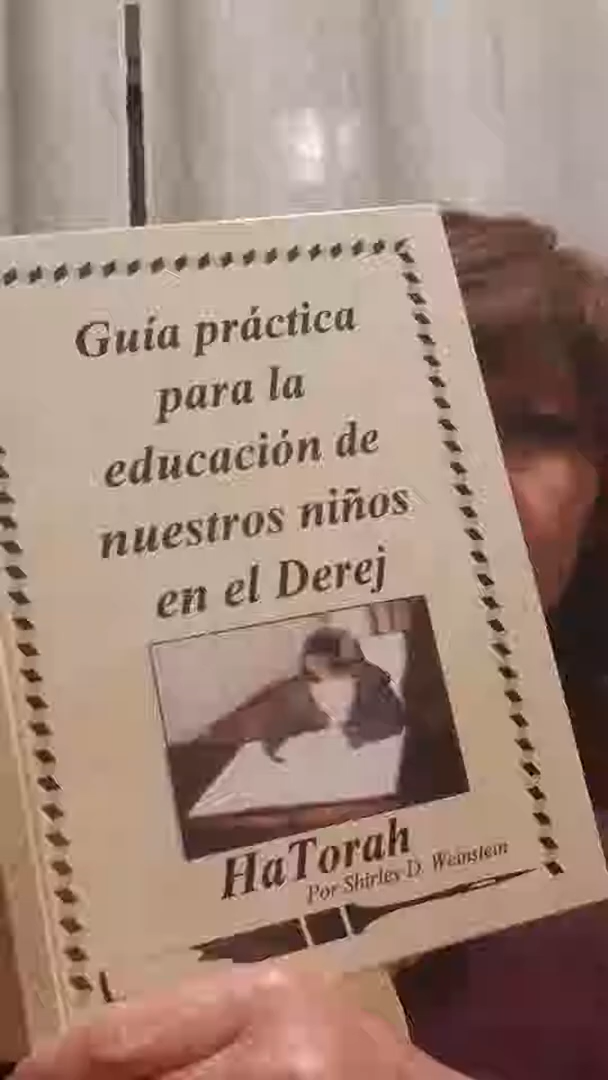 Guía práctica
para la
educación de
nuestros niños
en el Derej
HaTorah
Por Shirley D. Weinstein